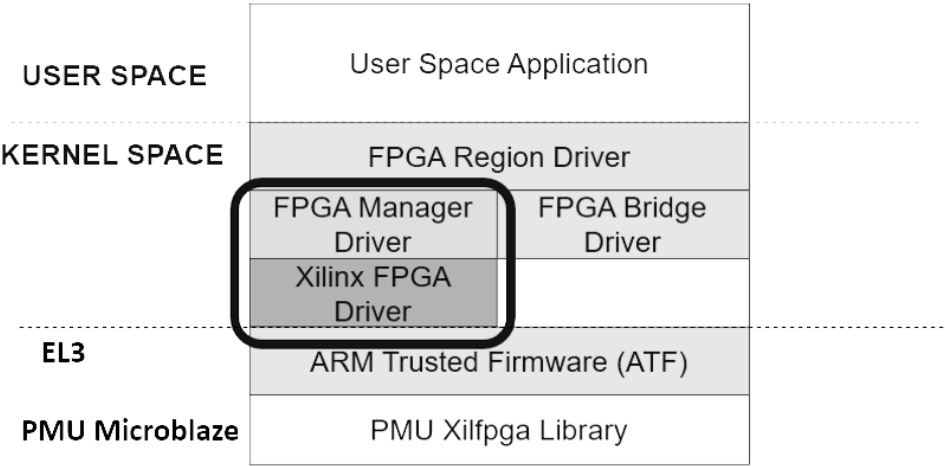 USER SPACE
User Space Application
KERNEL SPACE
FPGA Region Driver
FPGA Manager
Driver
FPGA Bridge
Driver
Xilinx FPGA
Driver
EL3
ARM Trusted Firmware (ATF)
PMU Microblaze
PMU Xilfpga Library